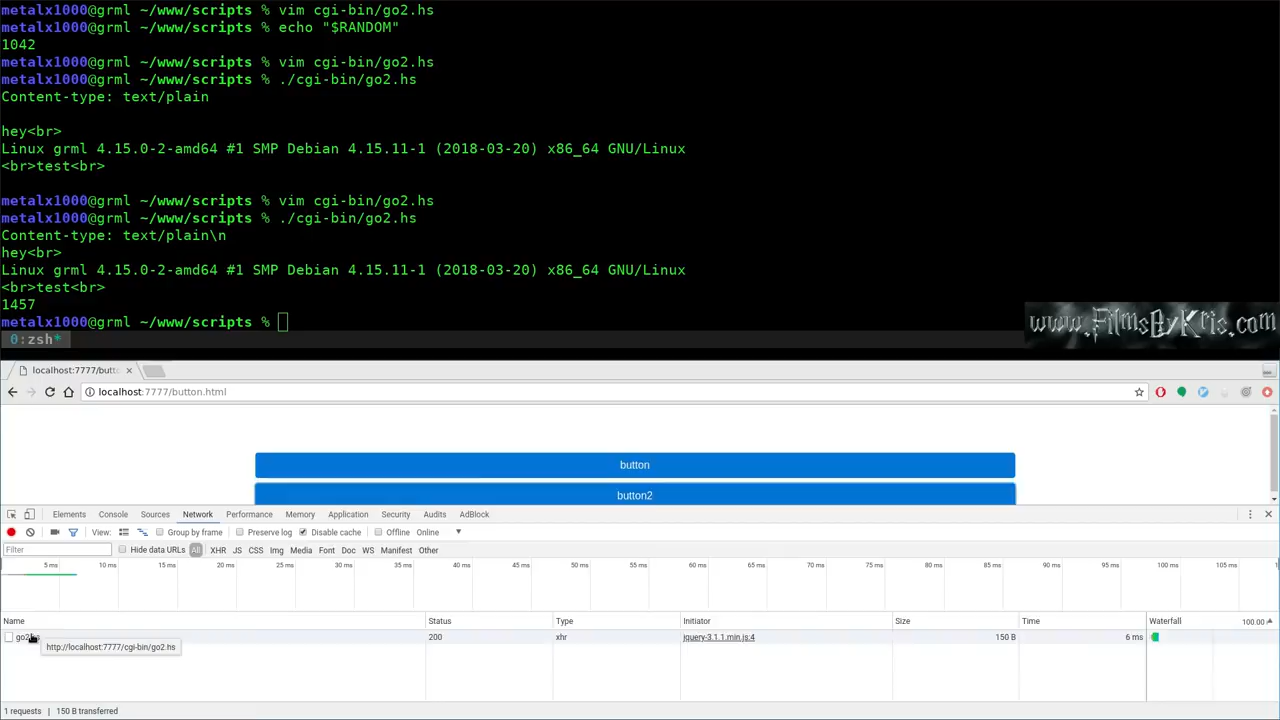 metalx1000@grml ~/www/scripts % vim cgi-bin/go2.hs
metalx1000@grml ~/www/scripts % echo "$RANDOM"
1042
metalx1000@grml ~/www/scripts % vim cgi-bin/go2.hs
metalx1000@grml ~/www/scripts % ./cgi-bin/go2.hs
Content-type: text/plain
hey<br>
Linux grml 4.15.0-2-amd64 #1 SMP Debian 4.15.11-1 (2018-03-20) x86_64 GNU/Linux
<br>test<br>
metalx1000@grml ~/www/scripts % vim cgi-bin/go2.hs
metalx1000@grml ~/www/scripts % ./cgi-bin/go2.hs
Content-type: text/plain\n
hey<br>
Linux grml 4.15.0-2-amd64 #1 SMP Debian 4.15.11-1 (2018-03-20) x86_64 GNU/Linux
<br>test<br>
1457
metalx1000@grml ~/www/scripts %
www.FilmsByKris.com
0:zsh*
localhost:7777/butt
localhost:7777/button.html
button
button2
Elements Console Sources Network Performance Memory Application Security Audits AdBlock
View: Group by frame Preserve log Disable cache Offline Online
Filter Hide data URLs All XHR JS CSS Img Media Font Doc WS Manifest Other
5 ms 10 ms 15 ms 20 ms 25 ms 30 ms 35 ms 40 ms 45 ms 50 ms 55 ms 60 ms 65 ms 70 ms 75 ms 80 ms 85 ms 90 ms 95 ms 100 ms 105 ms
Name Status Type Initiator Size Time Waterfall 100.00
200 xhr jquery-3.1.1.min.js:4 150 B 6 ms
http://localhost:7777/cgi-bin/go2.hs
1 requests | 150 B transferred